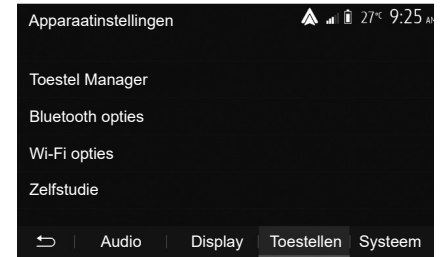 Apparaatinstellingen 27°C 9:25 AM
Toestel Manager
Bluetooth opties
Wi-Fi opties
Zelfstudie
Audio Display Toestellen Systeem